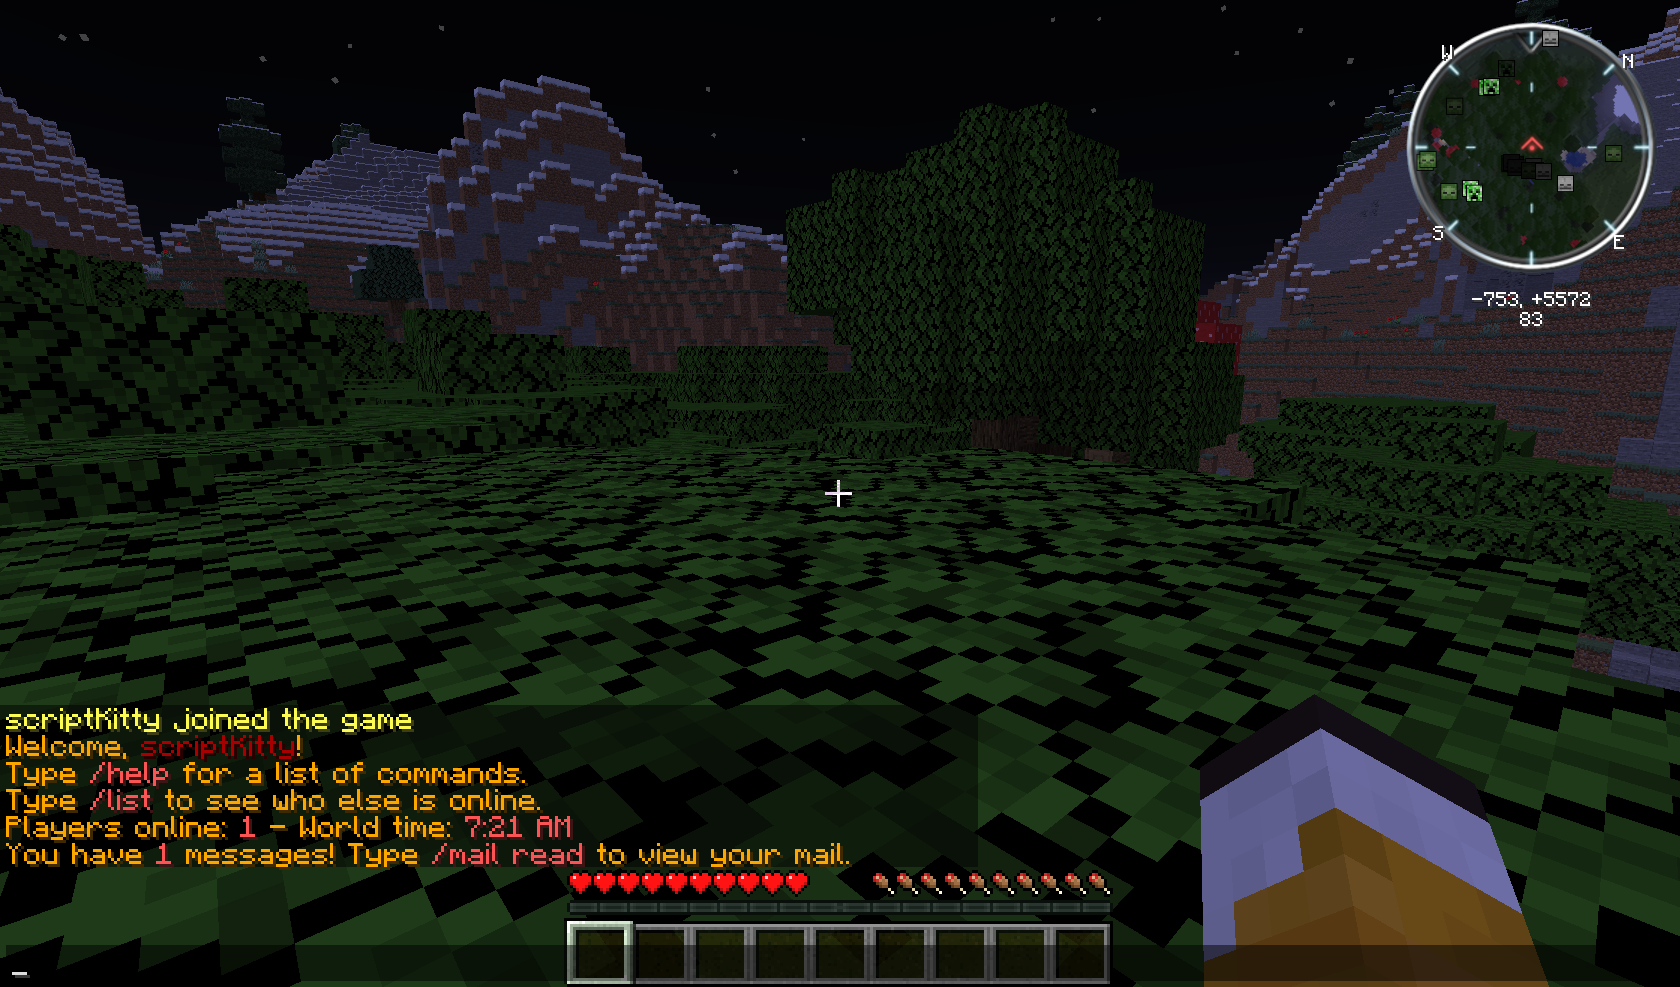 W
N
S
E
-753, +5572
83
scriptKitty joined the game
Welcome, scriptKitty!
Type /help for a list of commands.
Type /list to see who else is online.
Players online: 1 - World time: 7:21 AM
You have 1 messages! Type /mail read to view your mail.
_